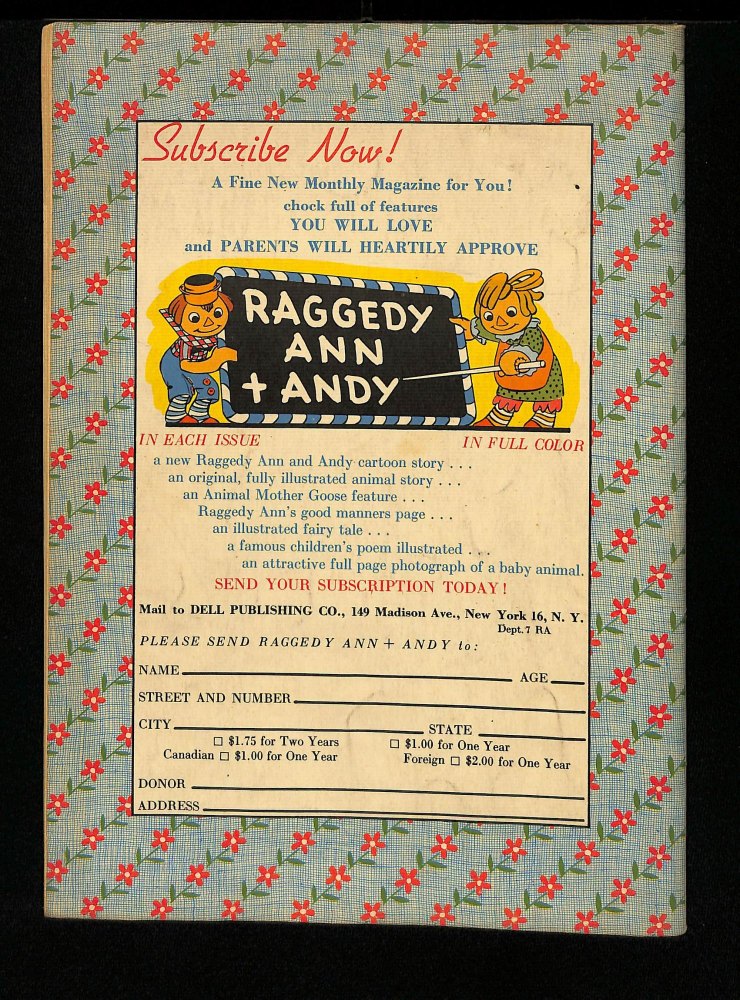 Subscribe Now!
A Fine New Monthly Magazine for You!
chock full of features
YOU WILL LOVE
and PARENTS WILL HEARTILY APPROVE
RAGGEDY
ANN
+ ANDY
IN EACH ISSUE IN FULL COLOR
a new Raggedy Ann and Andy cartoon story . . .
an original, fully illustrated animal story . . .
an Animal Mother Goose feature . . .
Raggedy Ann's good manners page . . .
an illustrated fairy tale . . .
a famous children's poem illustrated . . .
an attractive full page photograph of a baby animal.
SEND YOUR SUBSCRIPTION TODAY!
Mail to DELL PUBLISHING CO., 149 Madison Ave., New York 16, N. Y.
Dept. 7 RA
PLEASE SEND RAGGEDY ANN + ANDY to:
NAME AGE
STREET AND NUMBER
CITY STATE
☐ $1.75 for Two Years ☐ $1.00 for One Year
Canadian ☐ $1.00 for One Year Foreign ☐ $2.00 for One Year
DONOR
ADDRESS